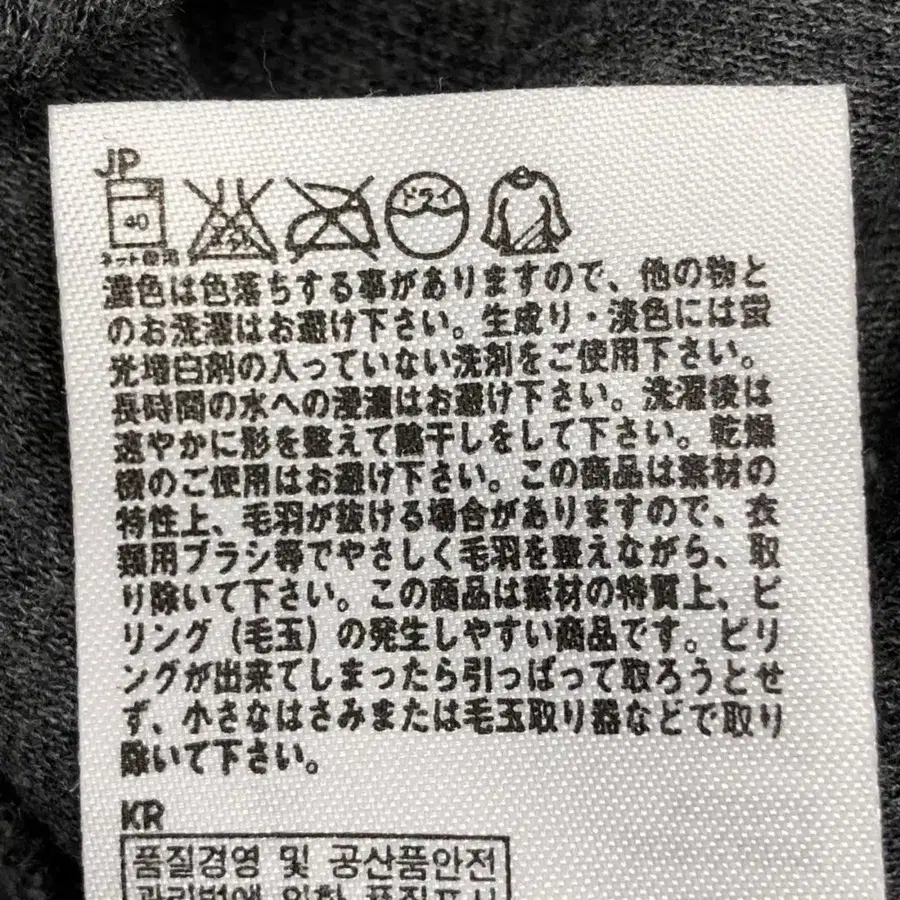 JP
40
ネット使用
エンソ
ドライ
濃色は色落ちする事がありますので、他の物と
のお洗濯はお避け下さい。生成り・淡色には蛍
光増白剤の入っていない洗剤をご使用下さい。
長時間の水への浸漬はお避け下さい。洗濯後は
速やかに形を整えて陰干しをして下さい。乾燥
機のご使用はお避け下さい。この商品は素材の
特性上、毛羽が抜ける場合がありますので、衣
類用ブラシ等でやさしく毛羽を整えながら、取
り除いて下さい。この商品は素材の特質上、ピ
リング（毛玉）の発生しやすい商品です。ピリ
ングが出来てしまったら引っぱって取ろうとせ
ず、小さなはさみまたは毛玉取り器などで取り
除いて下さい。
KR
품질경영 및 공산품안전
관리법에 의한 품질표시